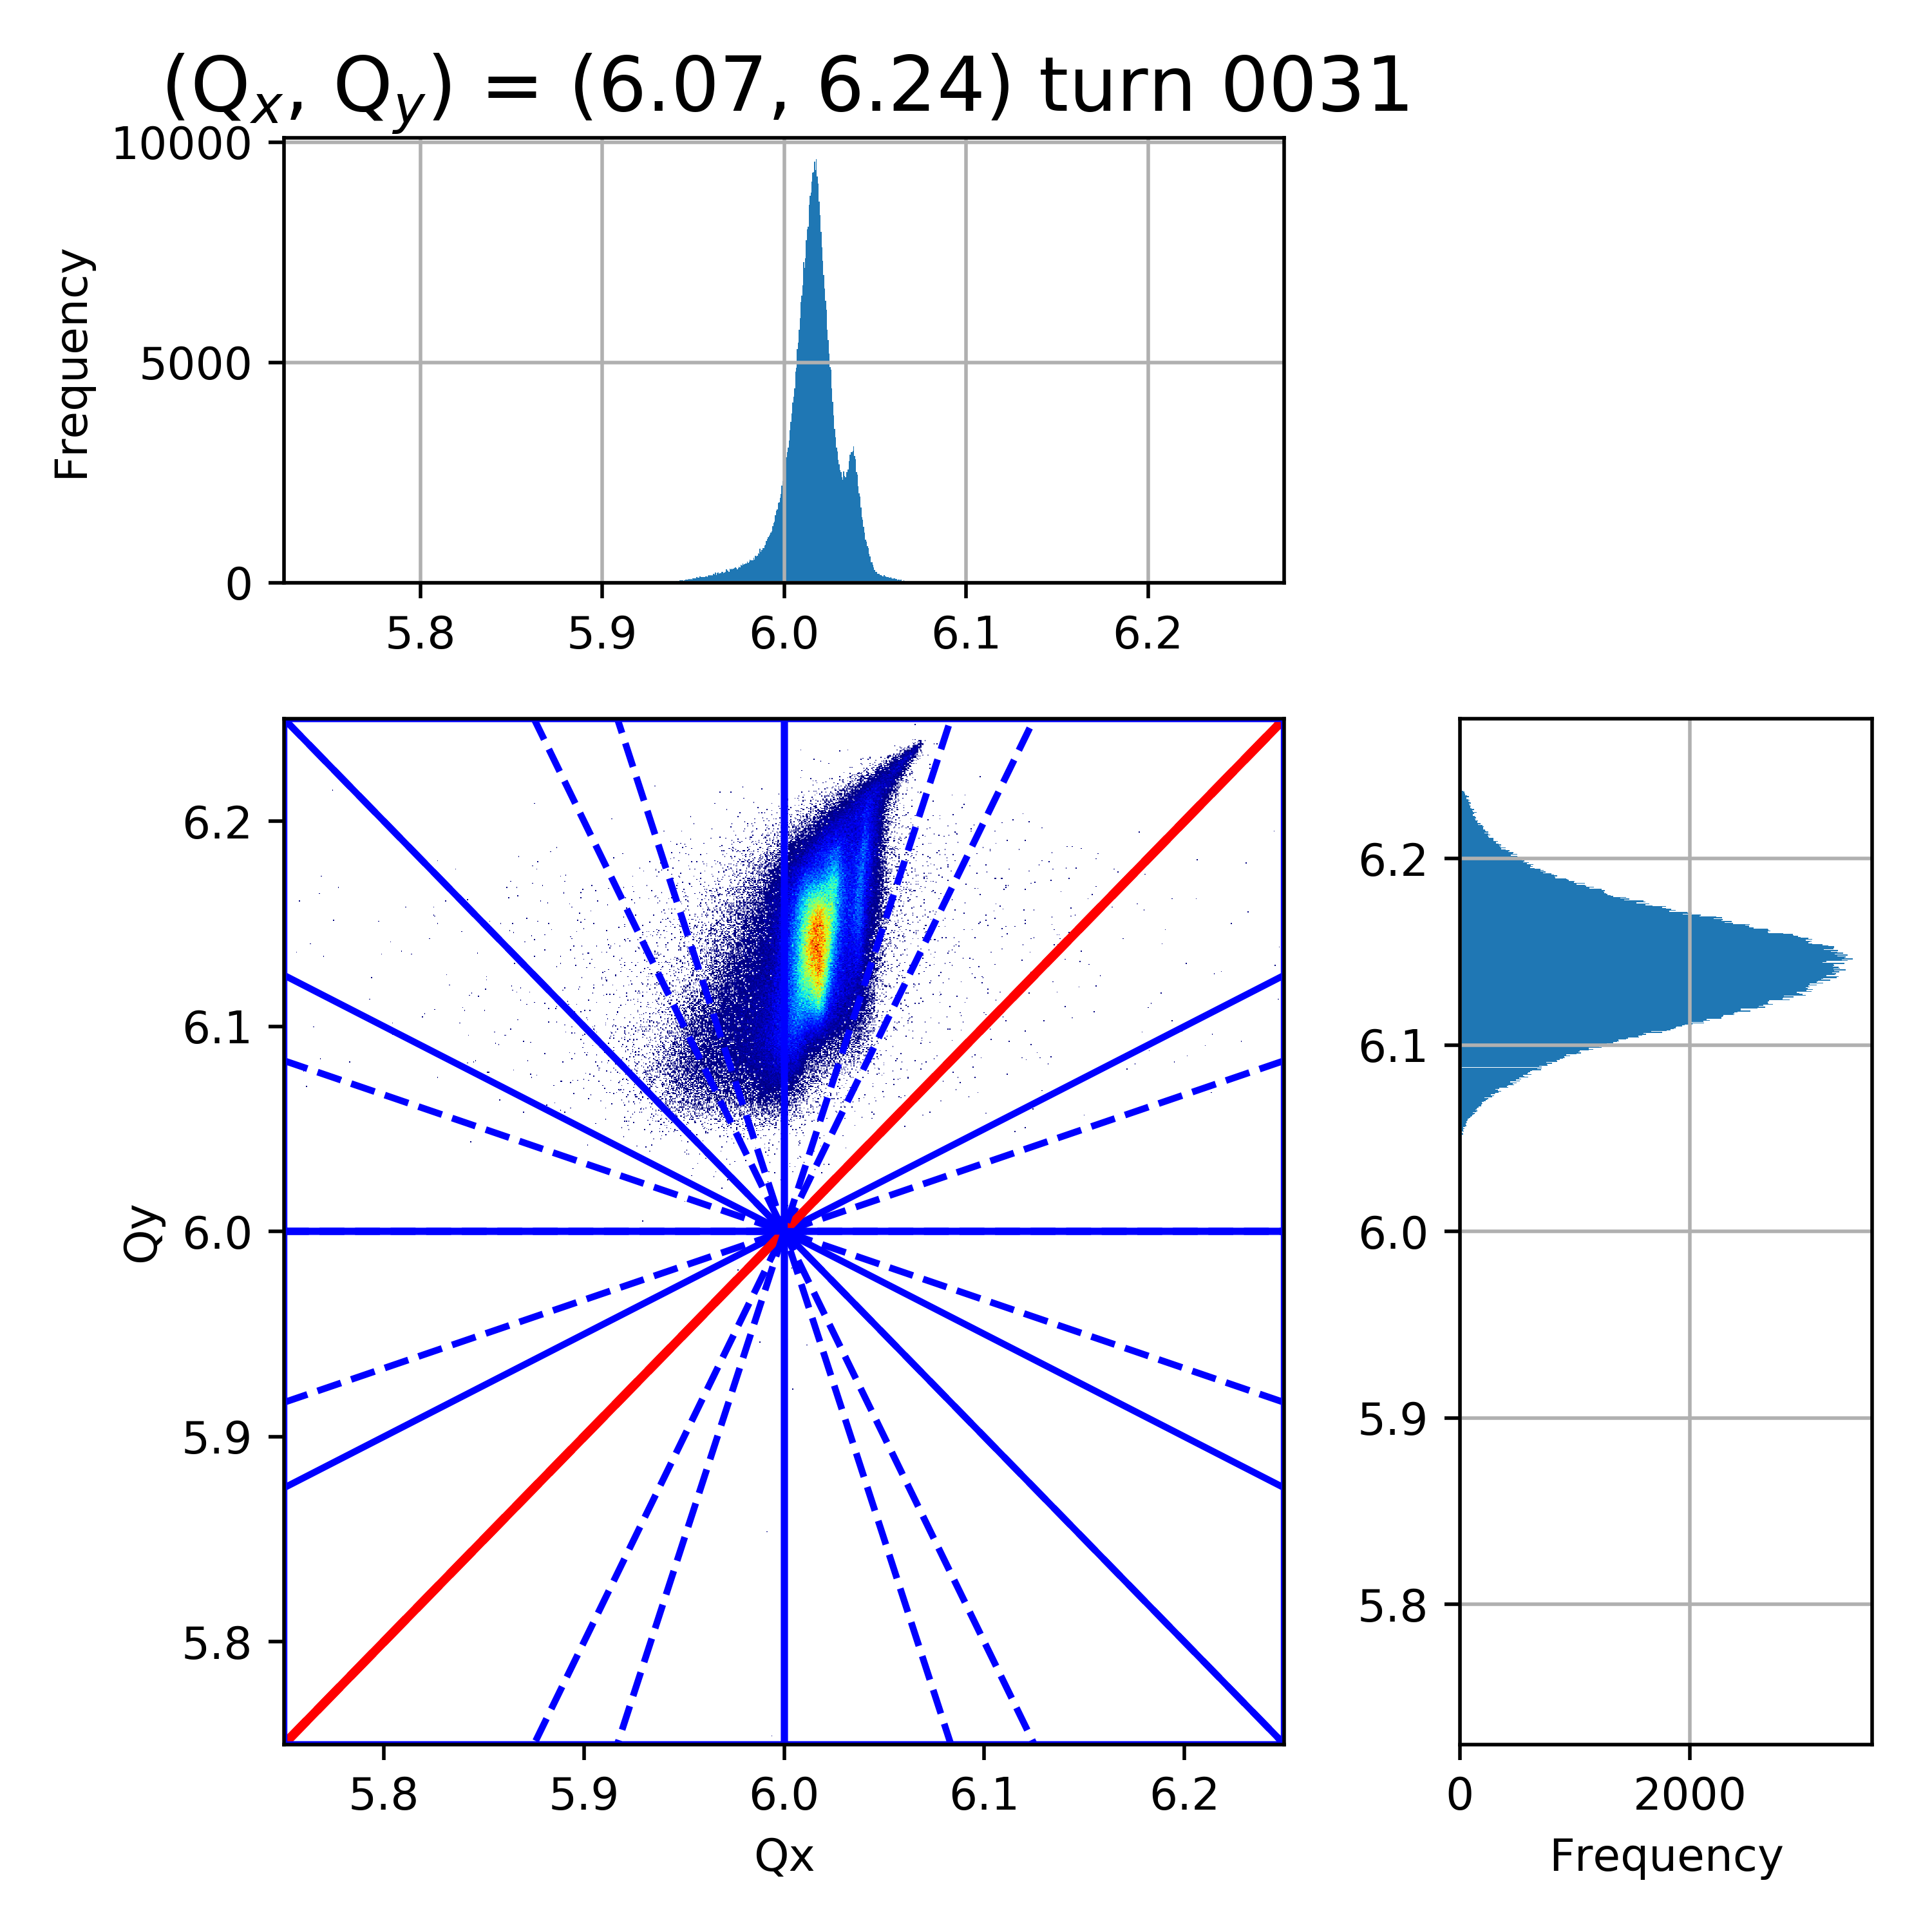 (Qx, Qy) = (6.07, 6.24) turn 0031
10000
5000
0
Frequency
5.8 5.9 6.0 6.1 6.2
6.2
6.1
6.0
5.9
5.8
Qy
5.8 5.9 6.0 6.1 6.2
Qx
6.2
6.1
6.0
5.9
5.8
0 2000
Frequency